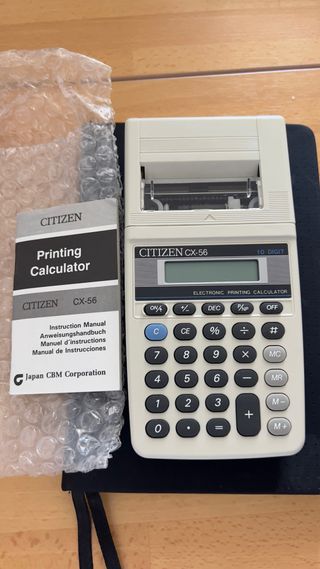 CITIZEN
Printing
Calculator
CITIZEN CX-56
Instruction Manual
Anweisungshandbuch
Manuel d'instructions
Manual de Instrucciones
Japan CBM Corporation
CITIZEN CX-56 10 DIGIT
ELECTRONIC PRINTING CALCULATOR
DEC OFF
C CE % ÷ #
7 8 9 × MC
4 5 6 − MR
1 2 3 + M−
0 • = M+